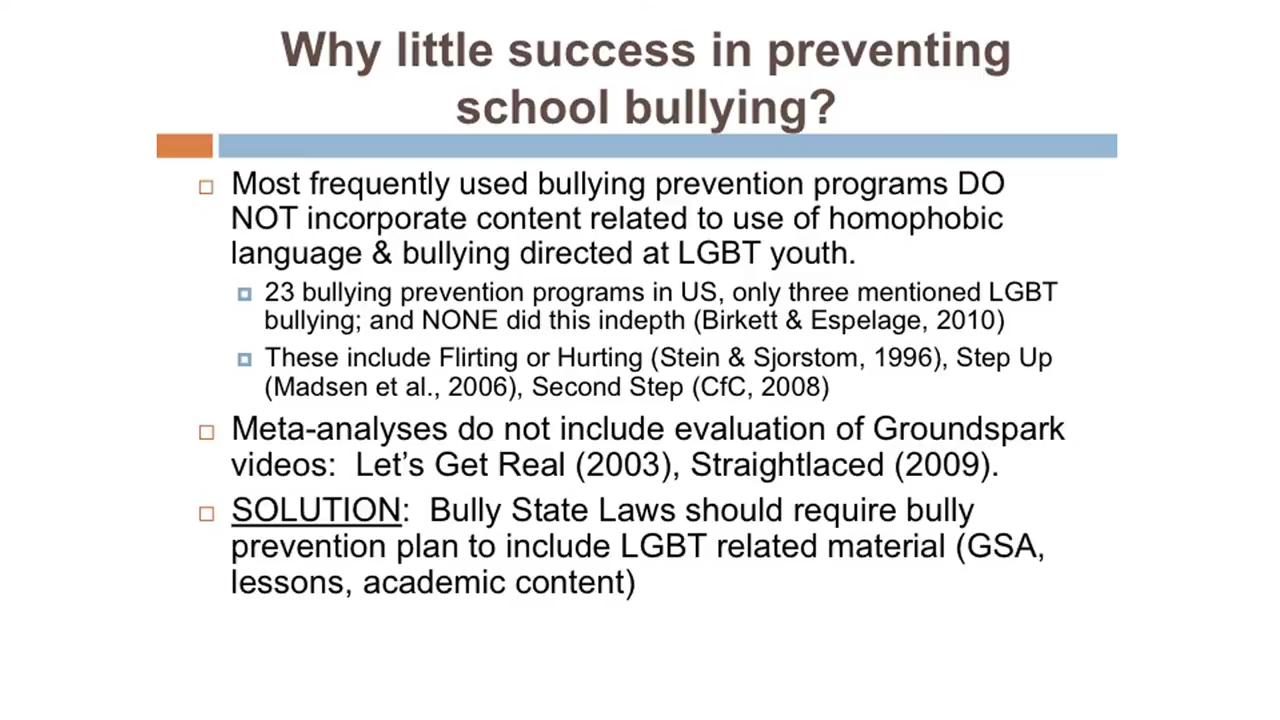 Why little success in preventing
school bullying?
Most frequently used bullying prevention programs DO
NOT incorporate content related to use of homophobic
language & bullying directed at LGBT youth.
23 bullying prevention programs in US, only three mentioned LGBT
bullying; and NONE did this indepth (Birkett & Espelage, 2010)
These include Flirting or Hurting (Stein & Sjorstom, 1996), Step Up
(Madsen et al., 2006), Second Step (CfC, 2008)
Meta-analyses do not include evaluation of Groundspark
videos:  Let’s Get Real (2003), Straightlaced (2009).
SOLUTION:  Bully State Laws should require bully
prevention plan to include LGBT related material (GSA,
lessons, academic content)